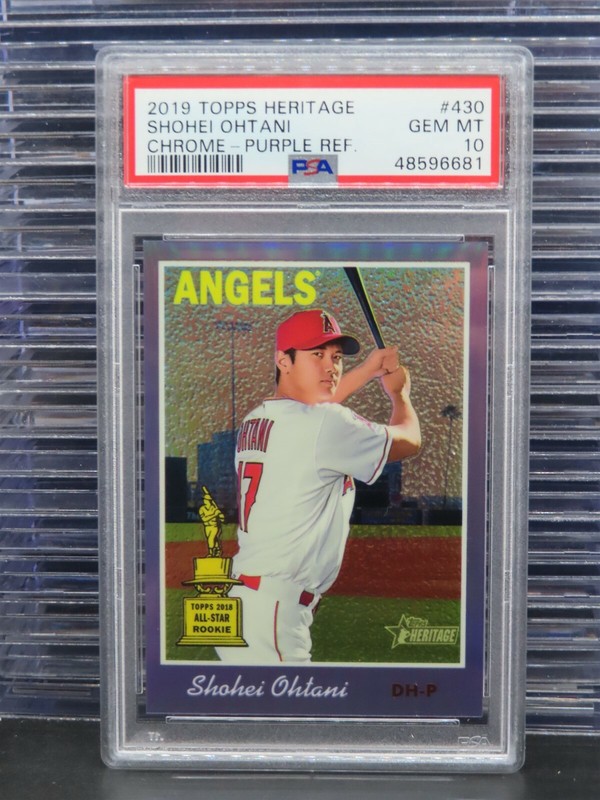 2019 TOPPS HERITAGE #430
SHOHEI OHTANI GEM MT
CHROME - PURPLE REF. 10
PSA 48596681
ANGELS
A
OHTANI
17
TOPPS 2018
ALL-STAR
ROOKIE
Topps
HERITAGE
Shohei Ohtani DH-P
PSA